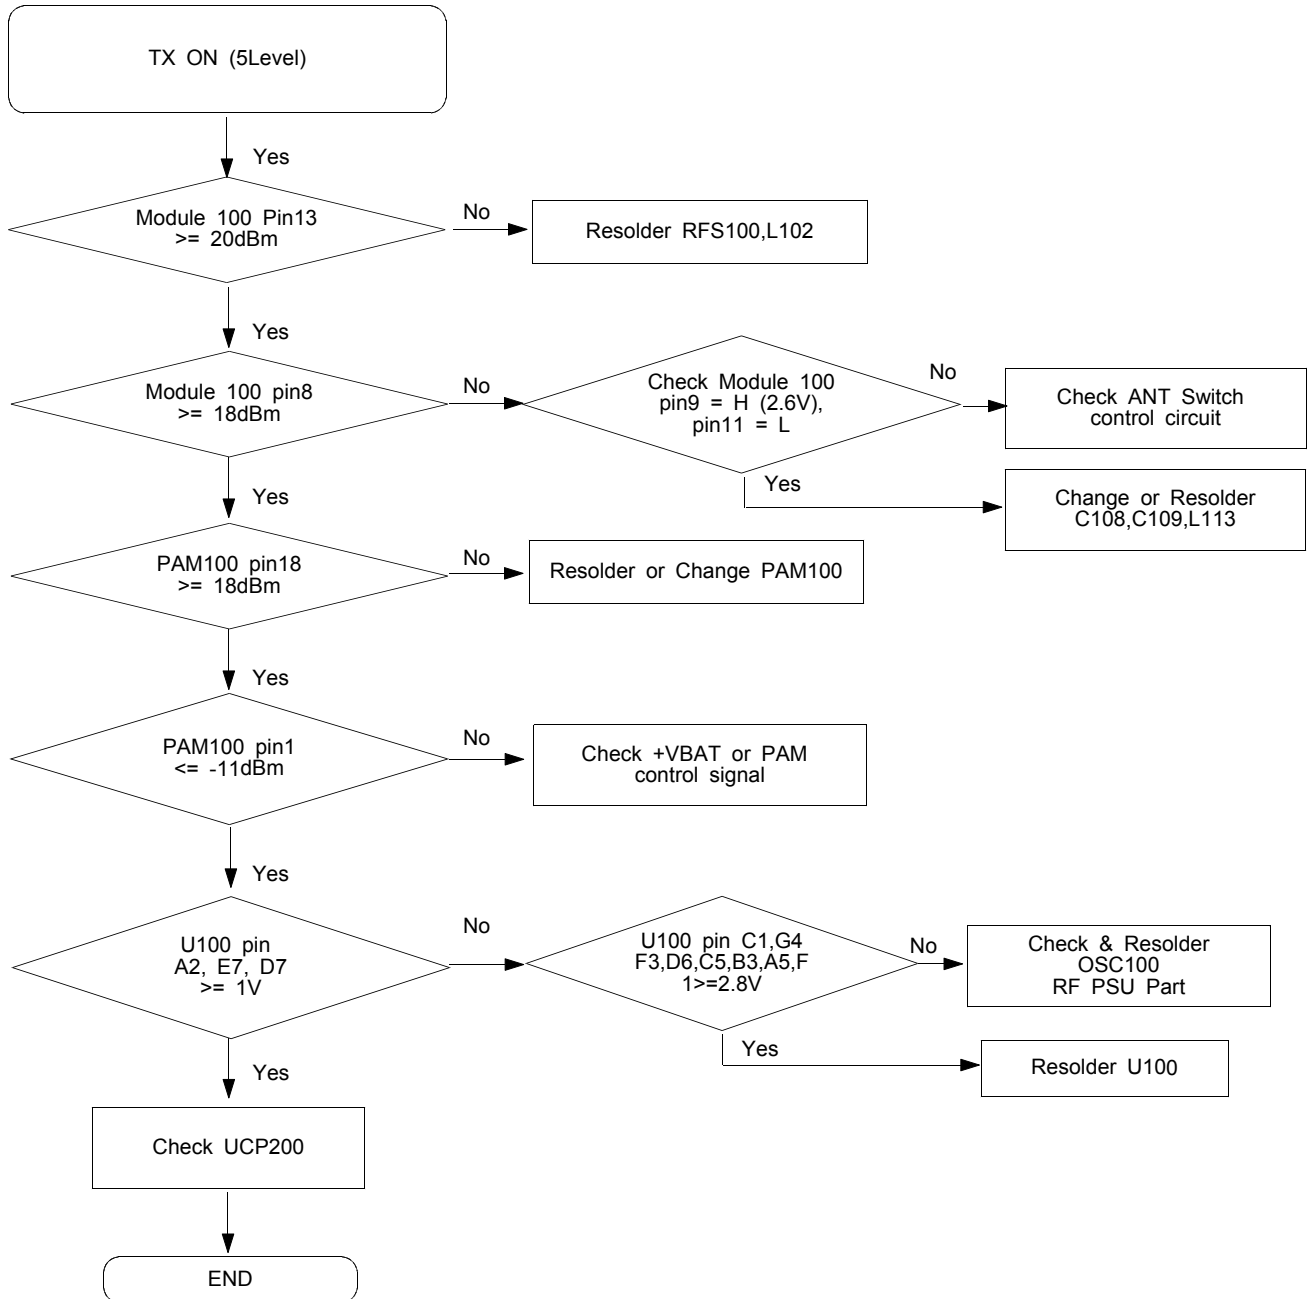 TX ON (5Level)
Yes
Module 100 Pin13
>= 20dBm
No
Resolder RFS100,L102
Yes
Module 100 pin8
>= 18dBm
No
Check Module 100
pin9 = H (2.6V),
pin11 = L
No
Check ANT Switch
control circuit
Yes
Change or Resolder
C108,C109,L113
Yes
PAM100 pin18
>= 18dBm
No
Resolder or Change PAM100
Yes
PAM100 pin1
<= -11dBm
No
Check +VBAT or PAM
control signal
Yes
U100 pin
A2, E7, D7
>= 1V
No
U100 pin C1,G4
F3,D6,C5,B3,A5,F
1>=2.8V
No
Check & Resolder
OSC100
RF PSU Part
Yes
Resolder U100
Yes
Check UCP200
END